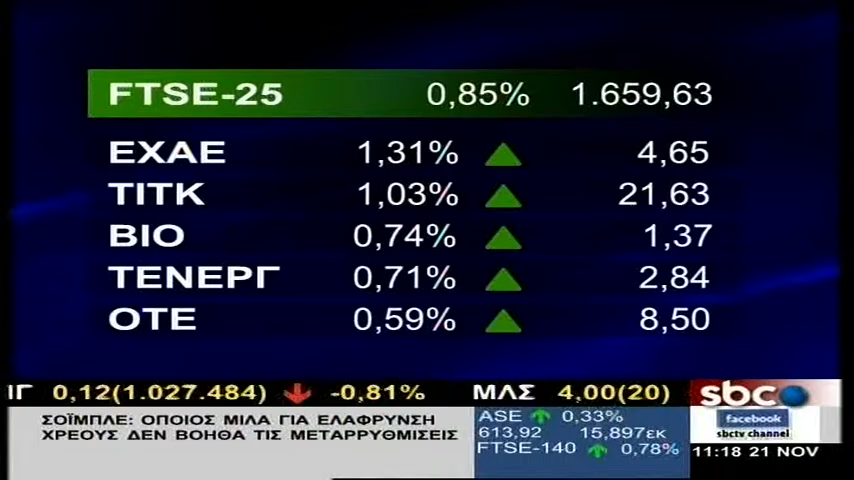 FTSE-25 0,85% 1.659,63
ΕΧΑΕ 1,31% 4,65
ΤΙΤΚ 1,03% 21,63
ΒΙΟ 0,74% 1,37
ΤΕΝΕΡΓ 0,71% 2,84
ΟΤΕ 0,59% 8,50
0,12(1.027.484) -0,81% ΜΛΣ 4,00(20)
sbc
ΣΟΪΜΠΛΕ: ΟΠΟΙΟΣ ΜΙΛΑ ΓΙΑ ΕΛΑΦΡΥΝΣΗ
ΧΡΕΟΥΣ ΔΕΝ ΒΟΗΘΑ ΤΙΣ ΜΕΤΑΡΡΥΘΜΙΣΕΙΣ
ASE 0,33%
613,92 15,897εκ
FTSE-140 0,78%
facebook
sbctv channel
11:18 21 NOV